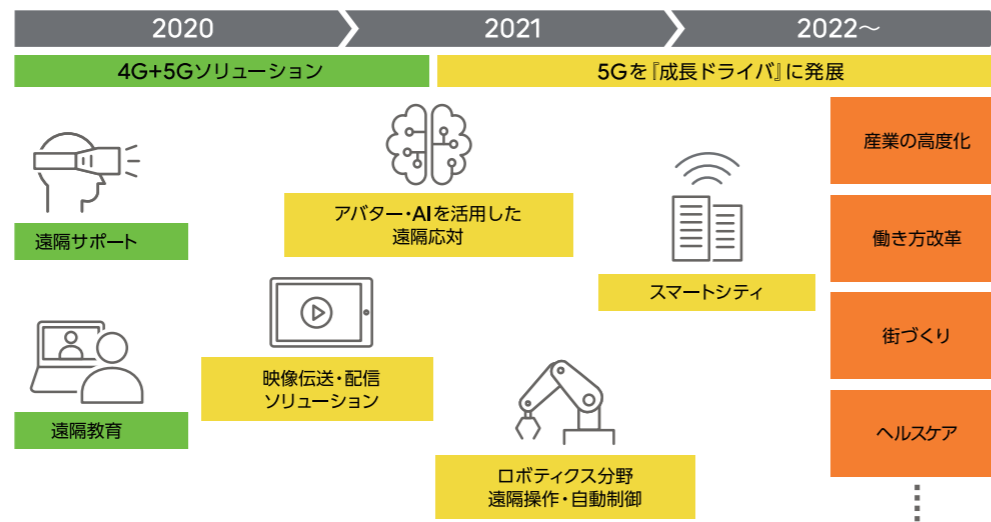 2020
2021
2022〜
4G+5Gソリューション
5Gを『成長ドライバ』に発展
遠隔サポート
アバター・AIを活用した
遠隔応対
スマートシティ
映像伝送・配信
ソリューション
遠隔教育
ロボティクス分野
遠隔操作・自動制御
産業の高度化
働き方改革
街づくり
ヘルスケア